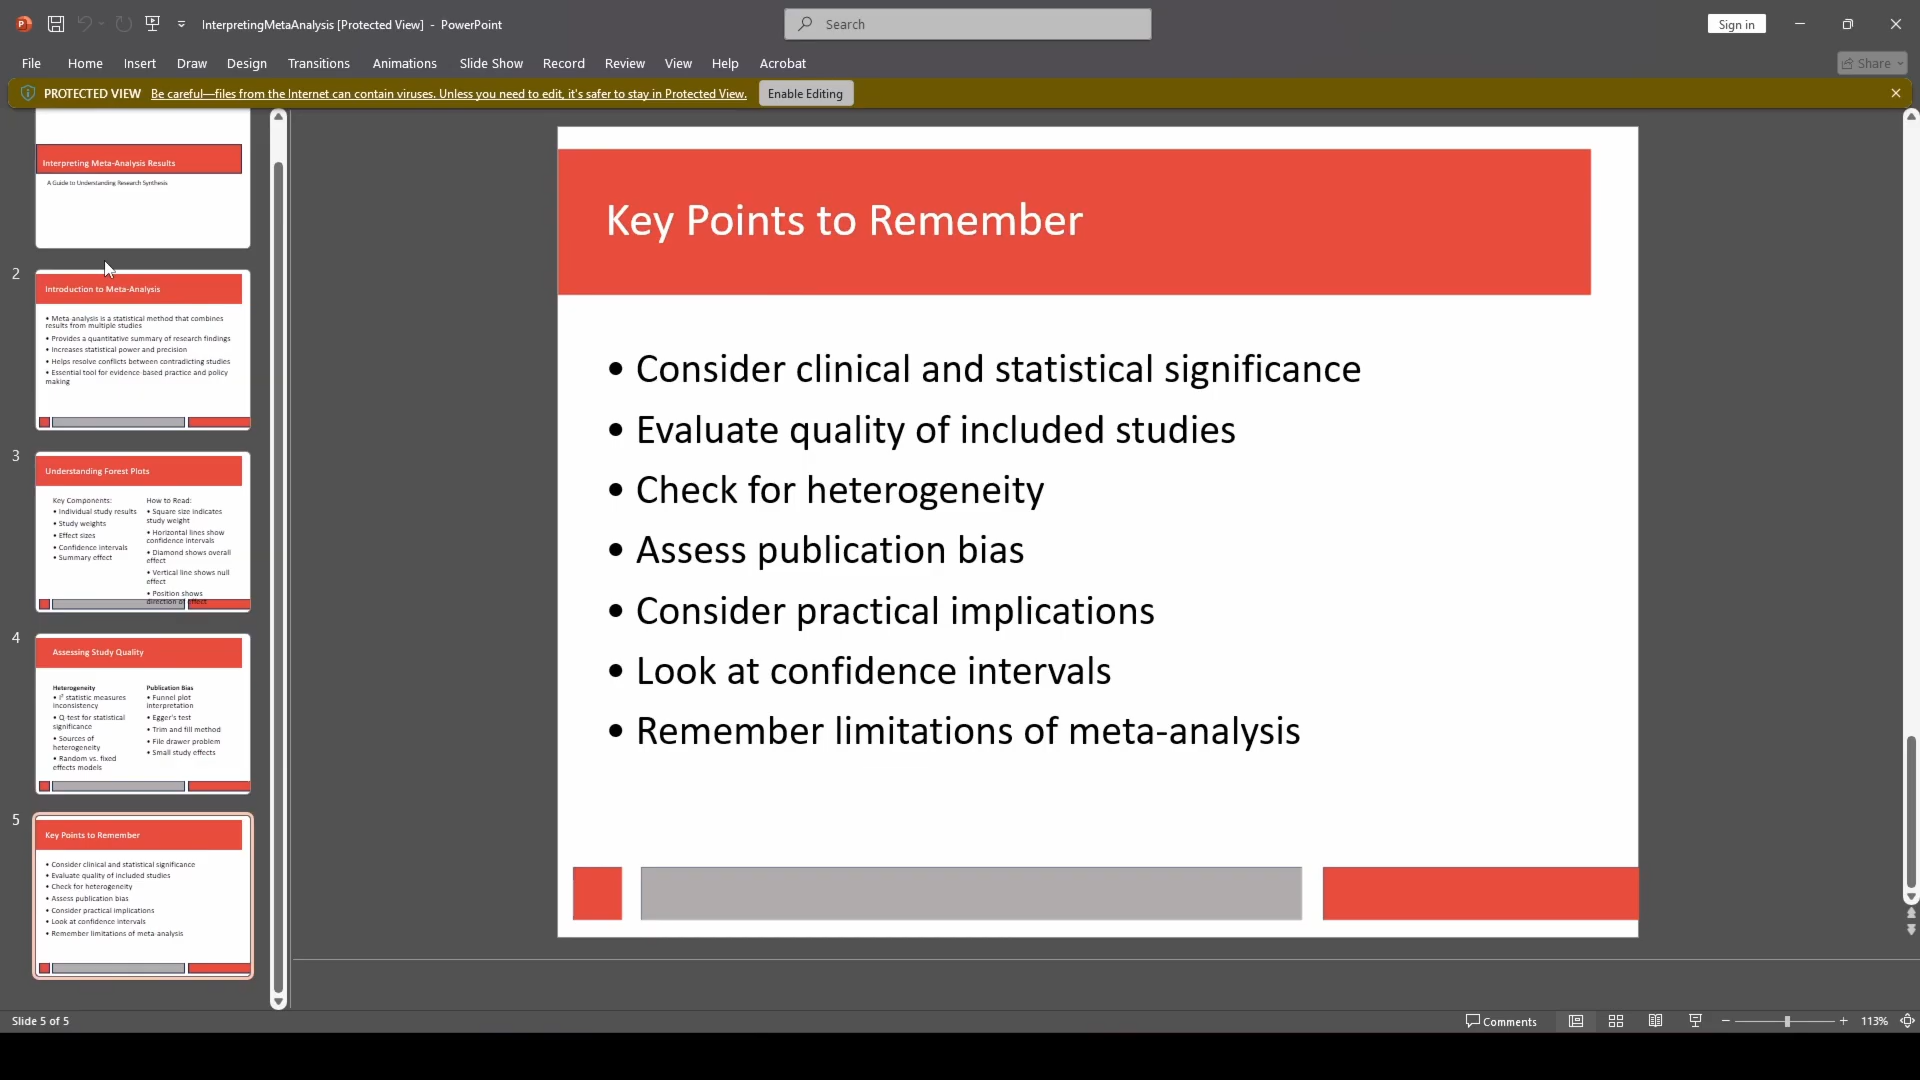 InterpretingMetaAnalysis [Protected View] - PowerPoint
Search
Sign in
File Home Insert Draw Design Transitions Animations Slide Show Record Review View Help Acrobat
Share
PROTECTED VIEW Be careful—files from the Internet can contain viruses. Unless you need to edit, it's safer to stay in Protected View. Enable Editing
Interpreting Meta-Analysis Results
A Guide to Understanding Research Synthesis
2
Introduction to Meta-Analysis
• Meta-analysis is a statistical method that combines
results from multiple studies
• Provides a quantitative summary of research findings
• Increases statistical power and precision
• Helps resolve conflicts between contradicting studies
• Essential tool for evidence-based practice and policy
making
3
Understanding Forest Plots
Key Components:
• Individual study results
• Study weights
• Effect sizes
• Confidence intervals
• Summary effect
How to Read:
• Square size indicates
study weight
• Horizontal lines show
confidence intervals
• Diamond shows overall
effect
• Vertical line shows null
effect
• Position shows
direction of effect
4
Assessing Study Quality
Heterogeneity
• I² statistic measures
inconsistency
• Q-test for statistical
significance
• Sources of
heterogeneity
• Random vs. fixed
effects models
Publication Bias
• Funnel plot
interpretation
• Egger's test
• Trim and fill method
• File drawer problem
• Small study effects
5
Key Points to Remember
• Consider clinical and statistical significance
• Evaluate quality of included studies
• Check for heterogeneity
• Assess publication bias
• Consider practical implications
• Look at confidence intervals
• Remember limitations of meta-analysis
Key Points to Remember
• Consider clinical and statistical significance
• Evaluate quality of included studies
• Check for heterogeneity
• Assess publication bias
• Consider practical implications
• Look at confidence intervals
• Remember limitations of meta-analysis
Slide 5 of 5
Comments
113%